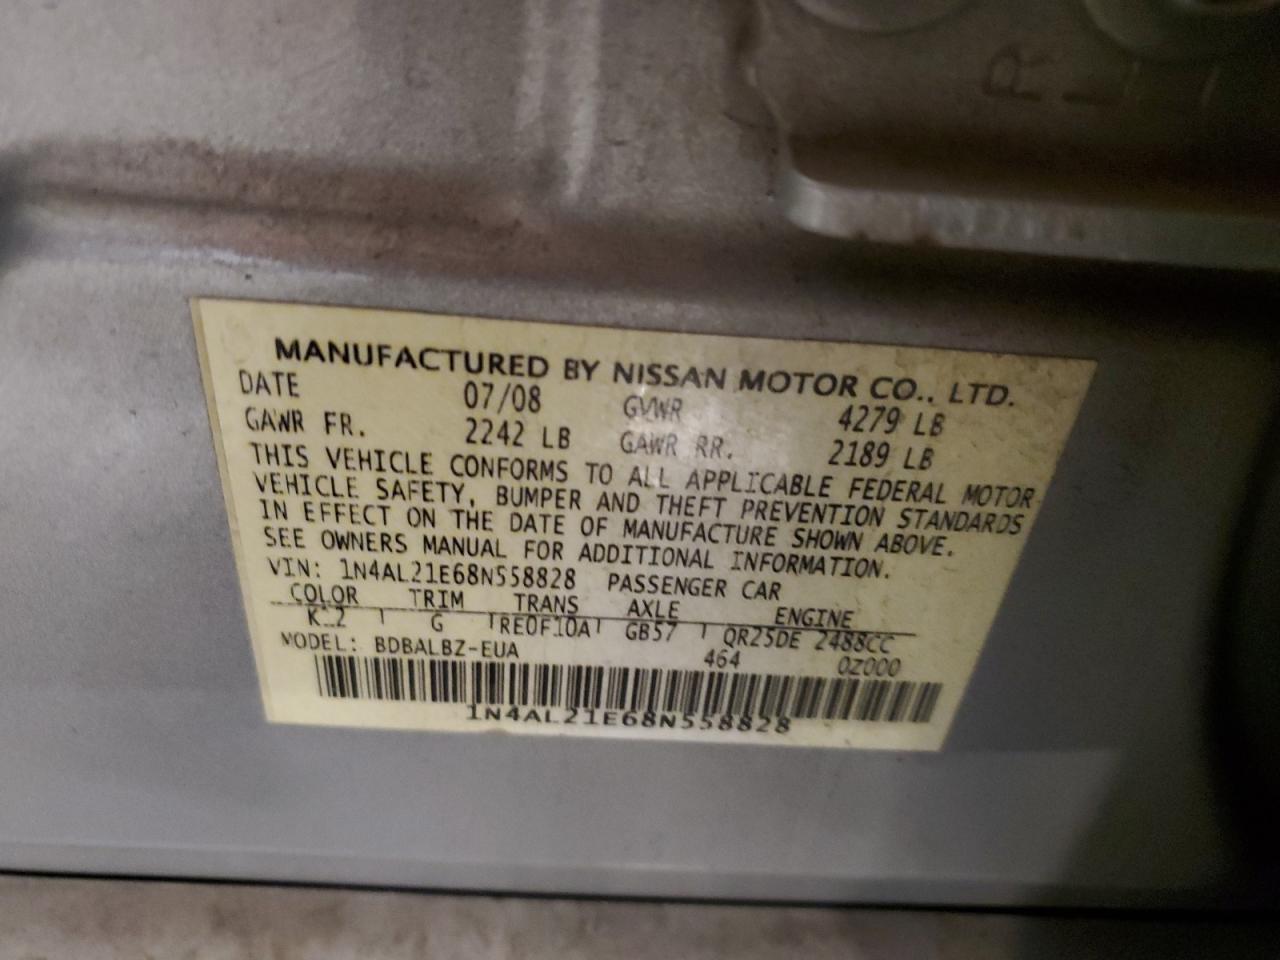 MANUFACTURED BY NISSAN MOTOR CO., LTD.
DATE 07/08 GVWR 4279 LB
GAWR FR. 2242 LB GAWR RR. 2189 LB
THIS VEHICLE CONFORMS TO ALL APPLICABLE FEDERAL MOTOR
VEHICLE SAFETY, BUMPER AND THEFT PREVENTION STANDARDS
IN EFFECT ON THE DATE OF MANUFACTURE SHOWN ABOVE.
SEE OWNERS MANUAL FOR ADDITIONAL INFORMATION.
VIN: 1N4AL21E68N558828 PASSENGER CAR
COLOR TRIM TRANS AXLE ENGINE
G RE0F10A GB57 QR25DE 2488CC
MODEL: BDBALBZ-EUA 464 0Z000
1N4AL21E68N558828